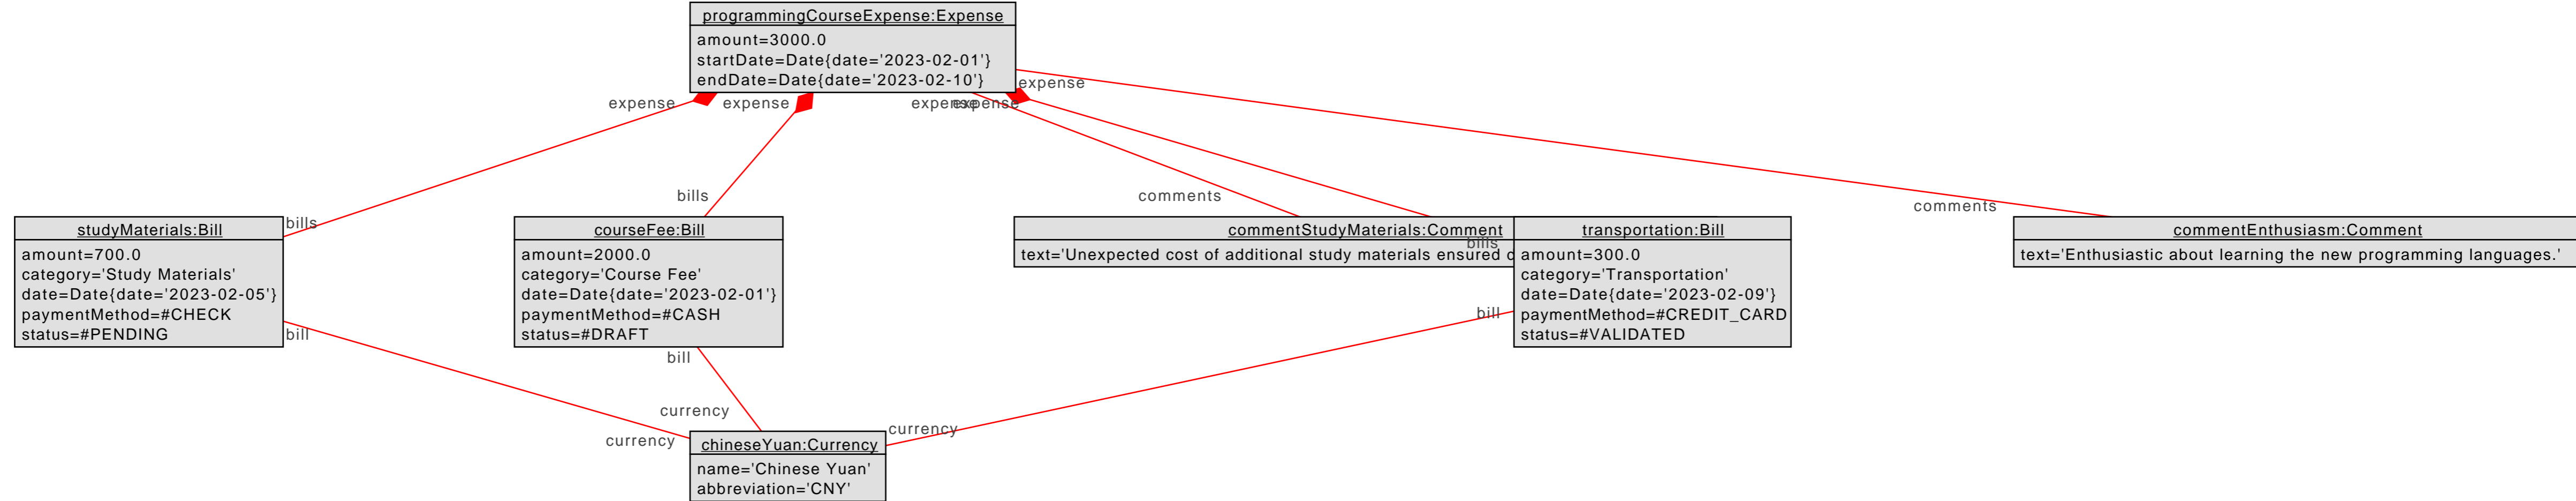 programmingCourseExpense:Expense
amount=3000.0
startDate=Date{date='2023-02-01'}
endDate=Date{date='2023-02-10'}
expense
expense
expense
expense
expense
bills
bills
comments
bills
comments
studyMaterials:Bill
amount=700.0
category='Study Materials'
date=Date{date='2023-02-05'}
paymentMethod=#CHECK
status=#PENDING
courseFee:Bill
amount=2000.0
category='Course Fee'
date=Date{date='2023-02-01'}
paymentMethod=#CASH
status=#DRAFT
commentStudyMaterials:Comment
text='Unexpected cost of additional study materials ensured
transportation:Bill
amount=300.0
category='Transportation'
date=Date{date='2023-02-09'}
paymentMethod=#CREDIT_CARD
status=#VALIDATED
commentEnthusiasm:Comment
text='Enthusiastic about learning the new programming languages.'
bill
bill
bill
currency
currency
currency
chineseYuan:Currency
name='Chinese Yuan'
abbreviation='CNY'